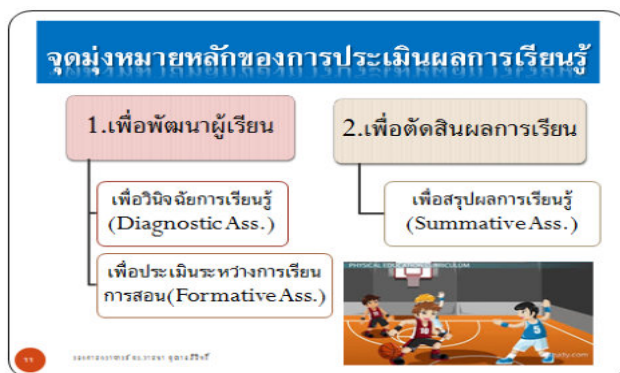 จุดมุ่งหมายหลักของการประเมินผลการเรียนรู้
1.เพื่อพัฒนาผู้เรียน
เพื่อวินิจฉัยการเรียนรู้
(Diagnostic Ass.)
เพื่อประเมินระหว่างการเรียน
การสอน(Formative Ass.)
2.เพื่อตัดสินผลการเรียน
เพื่อสรุปผลการเรียนรู้
(Summative Ass.)
PHYSICAL EDUCATION CURRICULUM
10
5